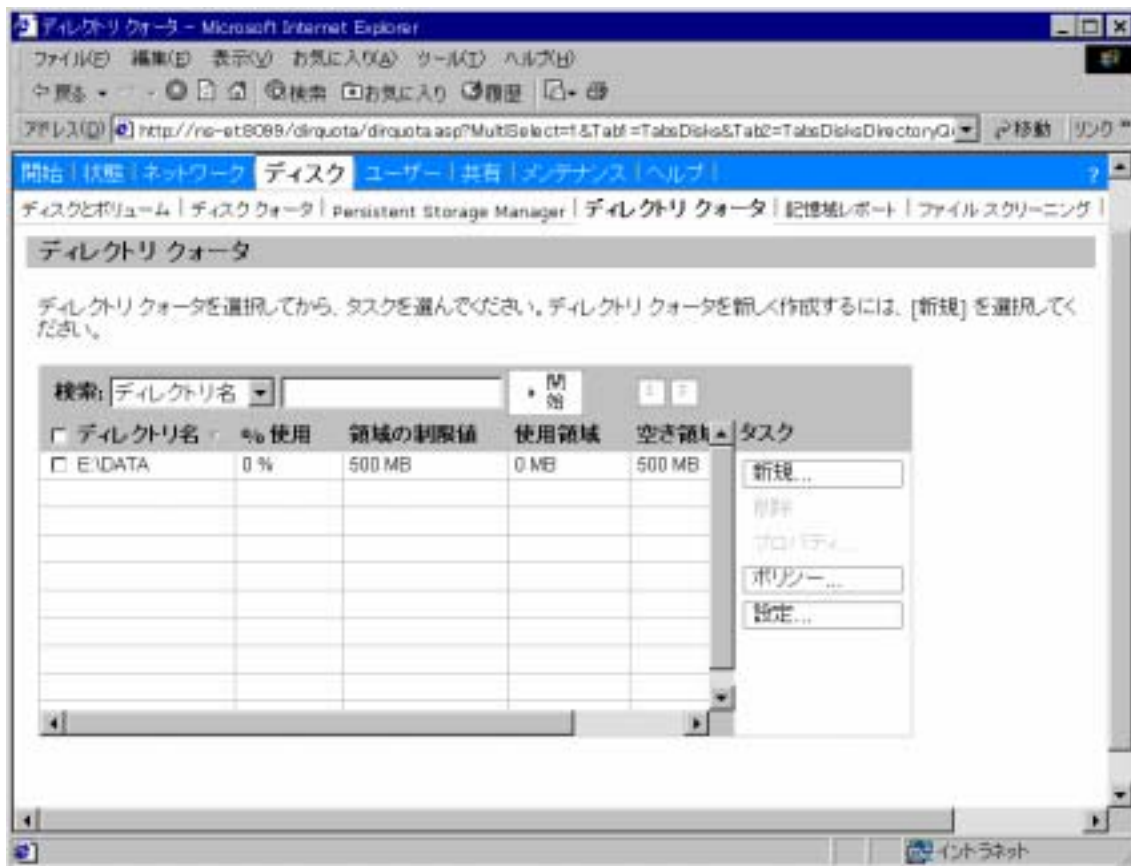 ディレクトリ クォータ - Microsoft Internet Explorer
ファイル(F) 編集(E) 表示(V) お気に入り(A) ツール(T) ヘルプ(H)
戻る 検索 お気に入り 履歴
アドレス(D) http://ns-et:8099/dirquota/dirquota.asp?MultiSelect=1&Tab1=TabsDisks&Tab2=TabsDisksDirectoryQ 移動 リンク
開始 | 状態 | ネットワーク ディスク ユーザー | 共有 | メンテナンス | ヘルプ | ?
ディスクとボリューム | ディスク クォータ | Persistent Storage Manager | ディレクトリ クォータ | 記憶域レポート | ファイル スクリーニング |
ディレクトリ クォータ
ディレクトリ クォータを選択してから、タスクを選んでください。ディレクトリ クォータを新しく作成するには、[新規] を選択してく
ださい。
検索: ディレクトリ名 開始
ディレクトリ名 % 使用 領域の制限値 使用領域 空き領域 タスク
E:\DATA 0 % 500 MB 0 MB 500 MB
新規...
削除
プロパティ...
ポリシー...
設定...
イントラネット